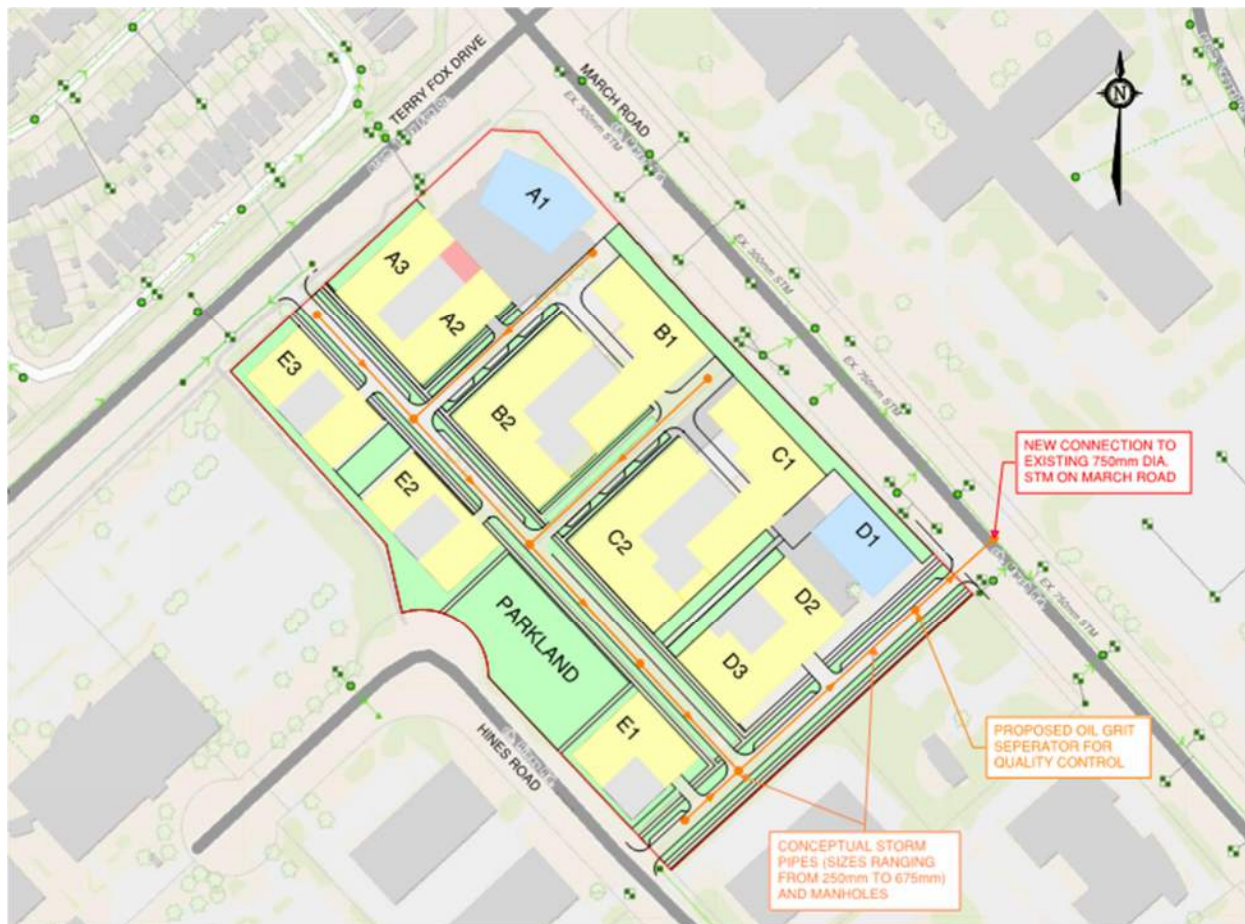 TERRY FOX DRIVE
MARCH ROAD
EX. 300mm STM
N
A1
A3
A2
EX. 300mm STM
B1
E3
B2
EX. 750mm STM
E2
C1
NEW CONNECTION TO
EXISTING 750mm DIA.
STM ON MARCH ROAD
C2
D1
EX. 750mm STM
PARKLAND
D2
D3
E1
HINES ROAD
PROPOSED OIL GRIT
SEPERATOR FOR
QUALITY CONTROL
CONCEPTUAL STORM
PIPES (SIZES RANGING
FROM 250mm TO 675mm)
AND MANHOLES